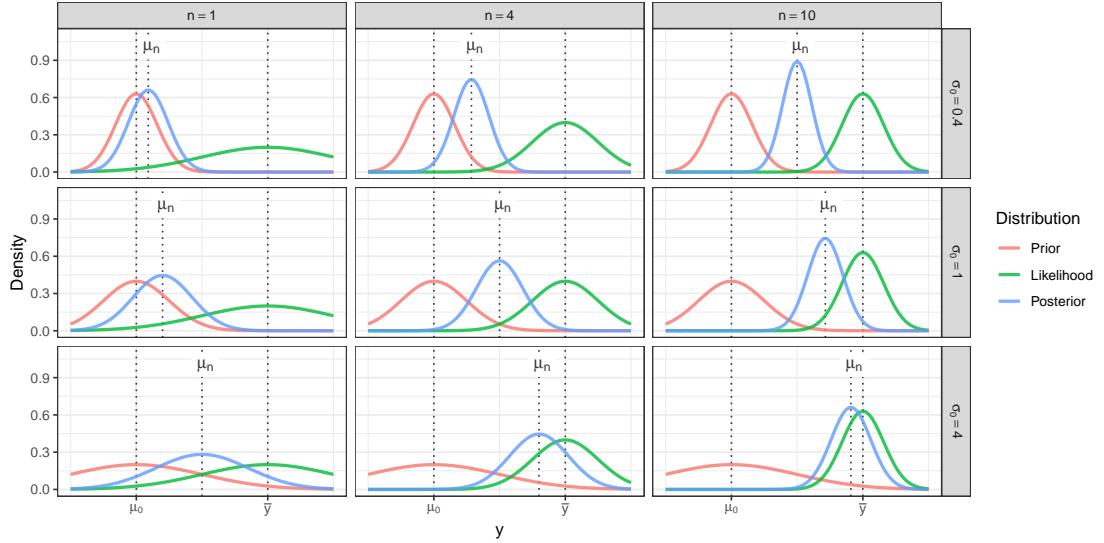 n = 1
n = 4
n = 10
μn
μn
μn
0.9
0.6
0.3
0.0
σ0 = 0.4
μn
μn
μn
0.9
0.6
0.3
0.0
σ0 = 1
μn
μn
μn
0.9
0.6
0.3
0.0
σ0 = 4
Density
μ0
ȳ
μ0
ȳ
μ0
ȳ
y
Distribution
Prior
Likelihood
Posterior